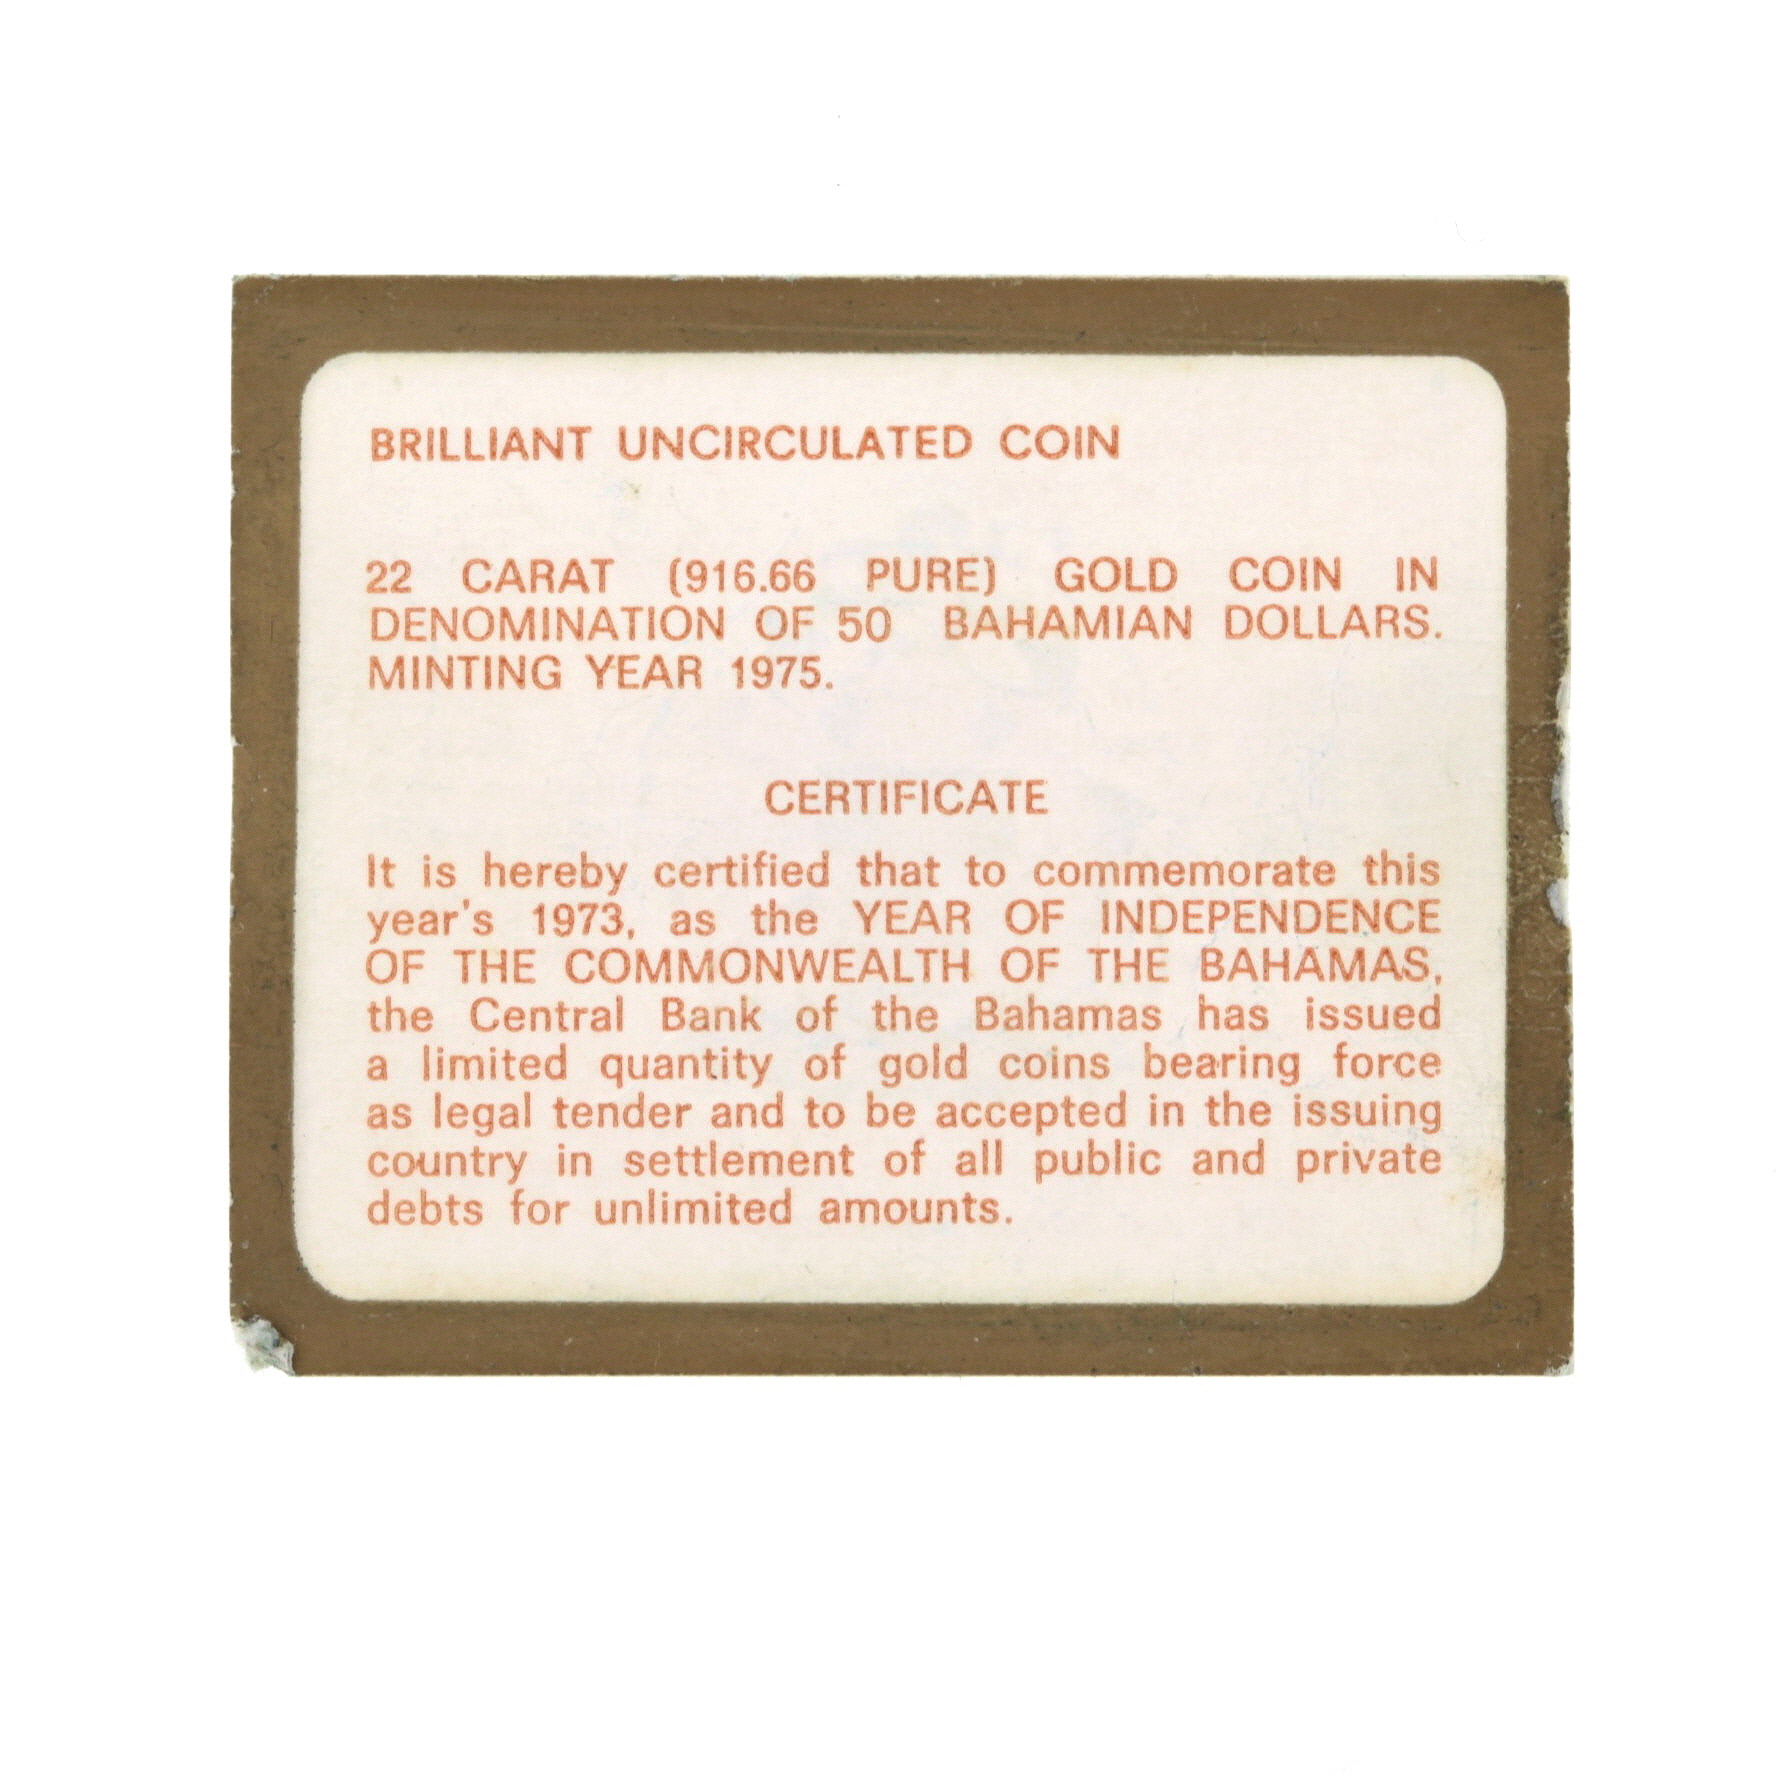 BRILLIANT UNCIRCULATED COIN
22 CARAT (916.66 PURE) GOLD COIN IN
DENOMINATION OF 50 BAHAMIAN DOLLARS.
MINTING YEAR 1975.
CERTIFICATE
It is hereby certified that to commemorate this
year's 1973, as the YEAR OF INDEPENDENCE
OF THE COMMONWEALTH OF THE BAHAMAS,
the Central Bank of the Bahamas has issued
a limited quantity of gold coins bearing force
as legal tender and to be accepted in the issuing
country in settlement of all public and private
debts for unlimited amounts.